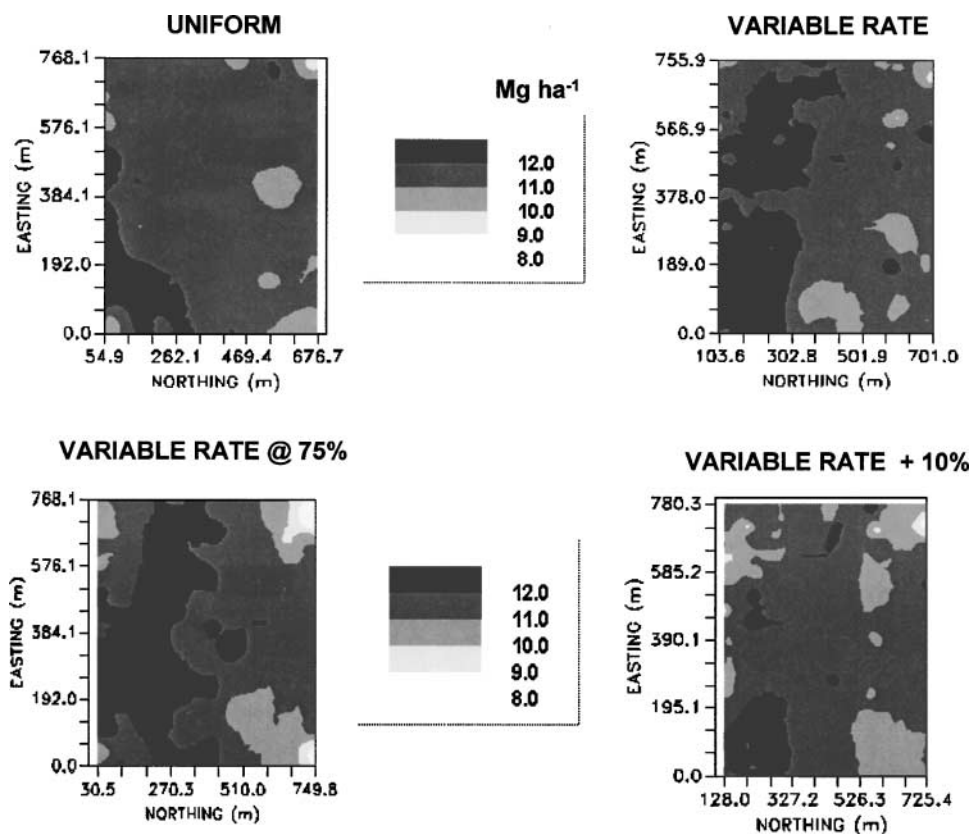 UNIFORM
VARIABLE RATE
768.1
576.1
384.1
192.0
0.0
EASTING (m)
54.9 262.1 469.4 676.7
NORTHING (m)
Mg ha-1
12.0
11.0
10.0
9.0
8.0
755.9
566.9
378.0
189.0
0.0
EASTING (m)
103.6 302.8 501.9 701.0
NORTHING (m)
VARIABLE RATE @ 75%
VARIABLE RATE + 10%
768.1
576.1
384.1
192.0
0.0
EASTING (m)
30.5 270.3 510.0 749.8
NORTHING (m)
12.0
11.0
10.0
9.0
8.0
780.3
585.2
390.1
195.1
0.0
EASTING (m)
128.0 327.2 526.3 725.4
NORTHING (m)